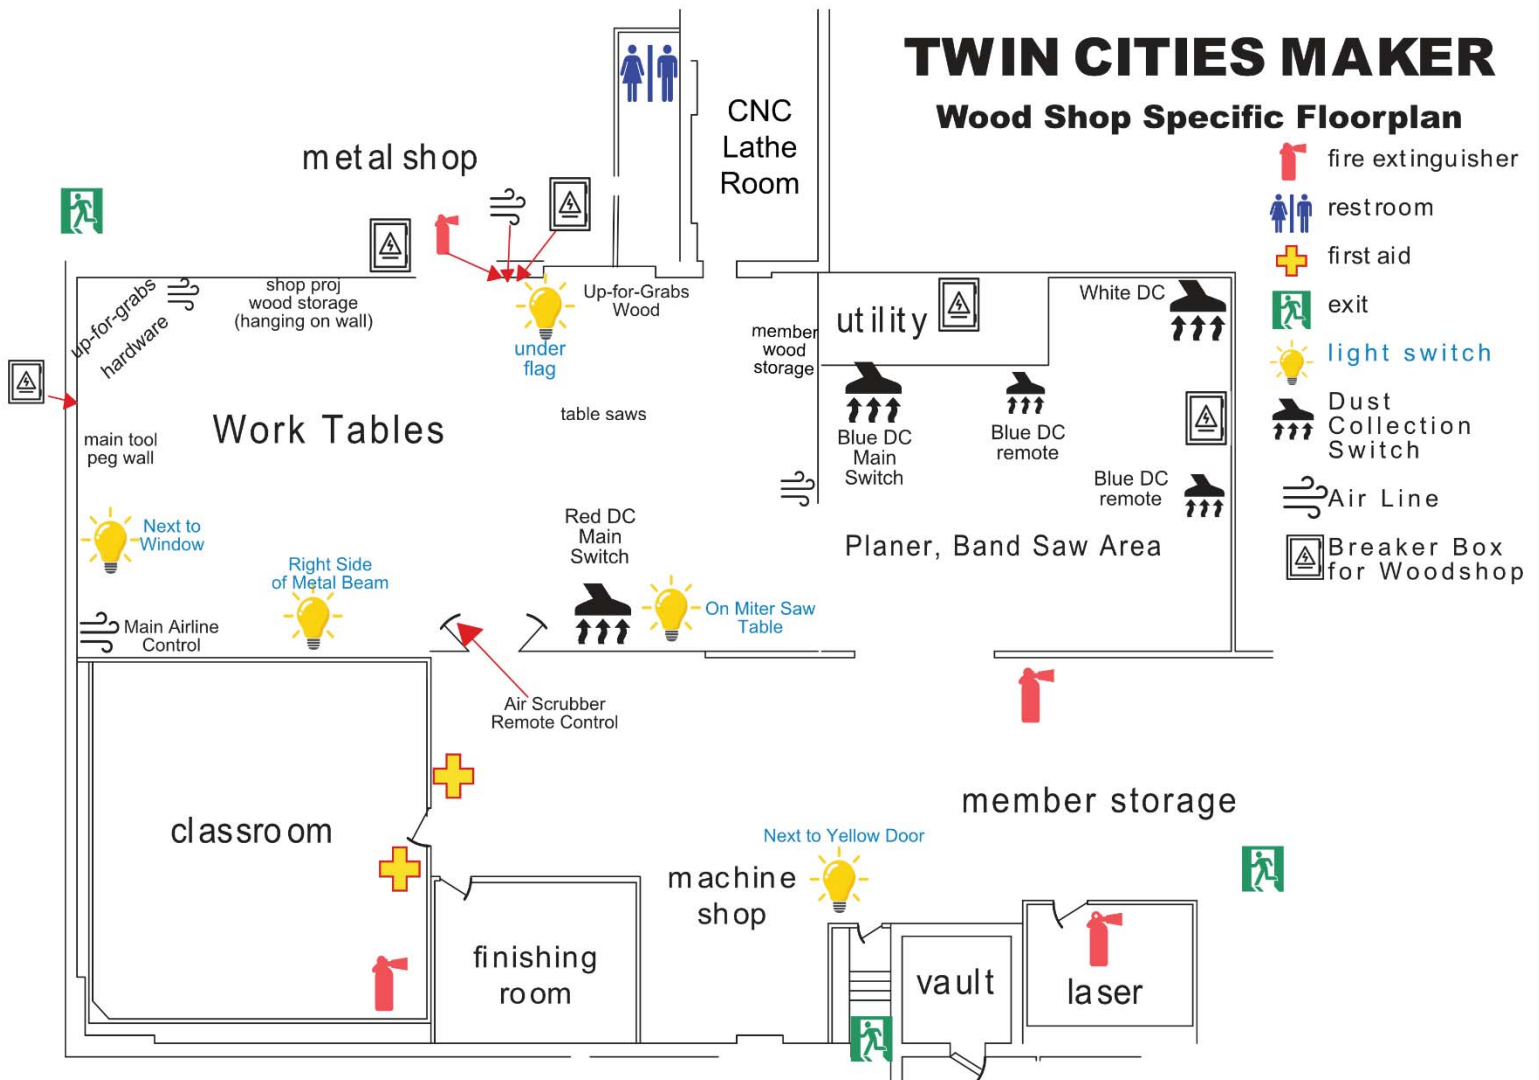 TWIN CITIES MAKER
Wood Shop Specific Floorplan
fire extinguisher
restroom
first aid
exit
light switch
Dust
Collection
Switch
Air Line
Breaker Box
for Woodshop
metal shop
CNC
Lathe
Room
up-for-grabs
hardware
shop proj
wood storage
(hanging on wall)
under
flag
Up-for-Grabs
Wood
member
wood
storage
utility
White DC
Work Tables
table saws
main tool
peg wall
Blue DC
Main
Switch
Blue DC
remote
Blue DC
remote
Next to
Window
Right Side
of Metal Beam
Red DC
Main
Switch
Planer, Band Saw Area
Main Airline
Control
On Miter Saw
Table
Air Scrubber
Remote Control
classroom
member storage
Next to Yellow Door
machine
shop
finishing
room
vault
laser